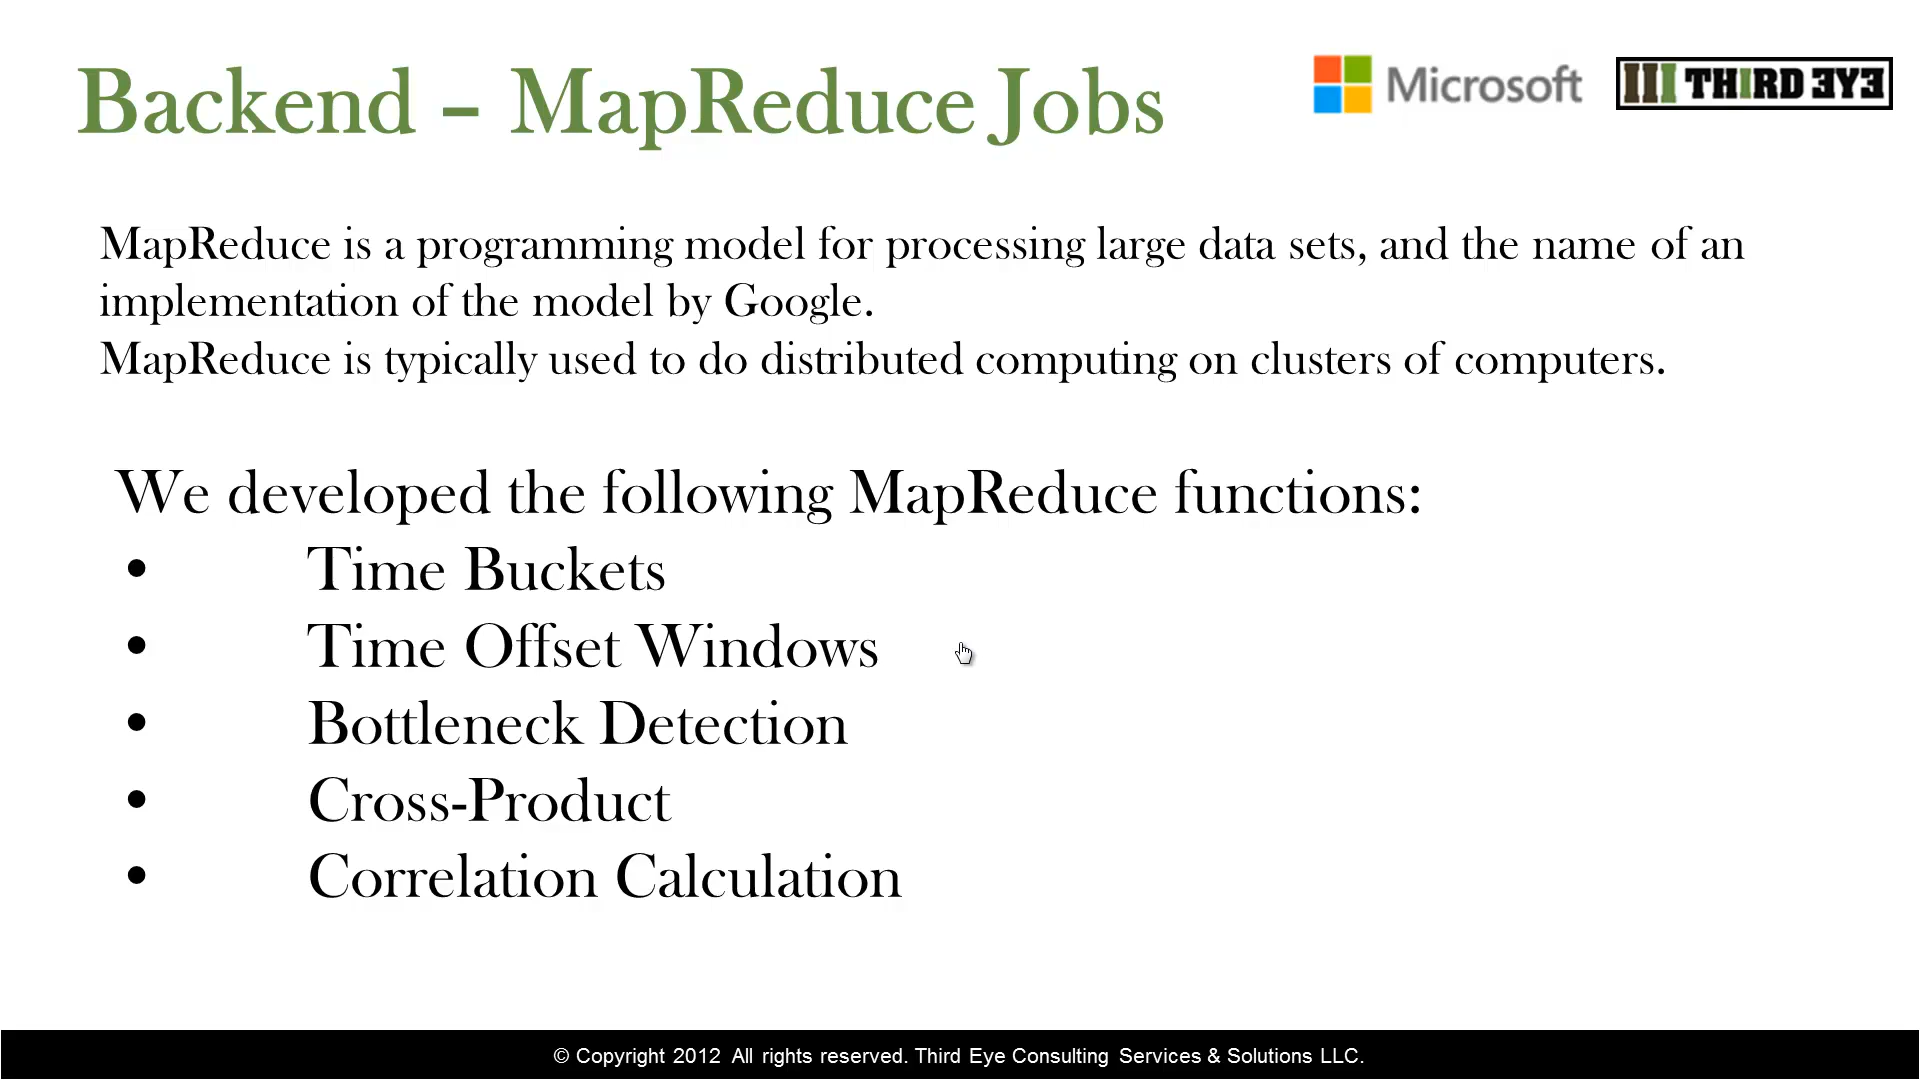 Backend – MapReduce Jobs
Microsoft
THIRD EYE
MapReduce is a programming model for processing large data sets, and the name of an
implementation of the model by Google.
MapReduce is typically used to do distributed computing on clusters of computers.
We developed the following MapReduce functions:
• Time Buckets
• Time Offset Windows
• Bottleneck Detection
• Cross-Product
• Correlation Calculation
© Copyright 2012 All rights reserved. Third Eye Consulting Services & Solutions LLC.